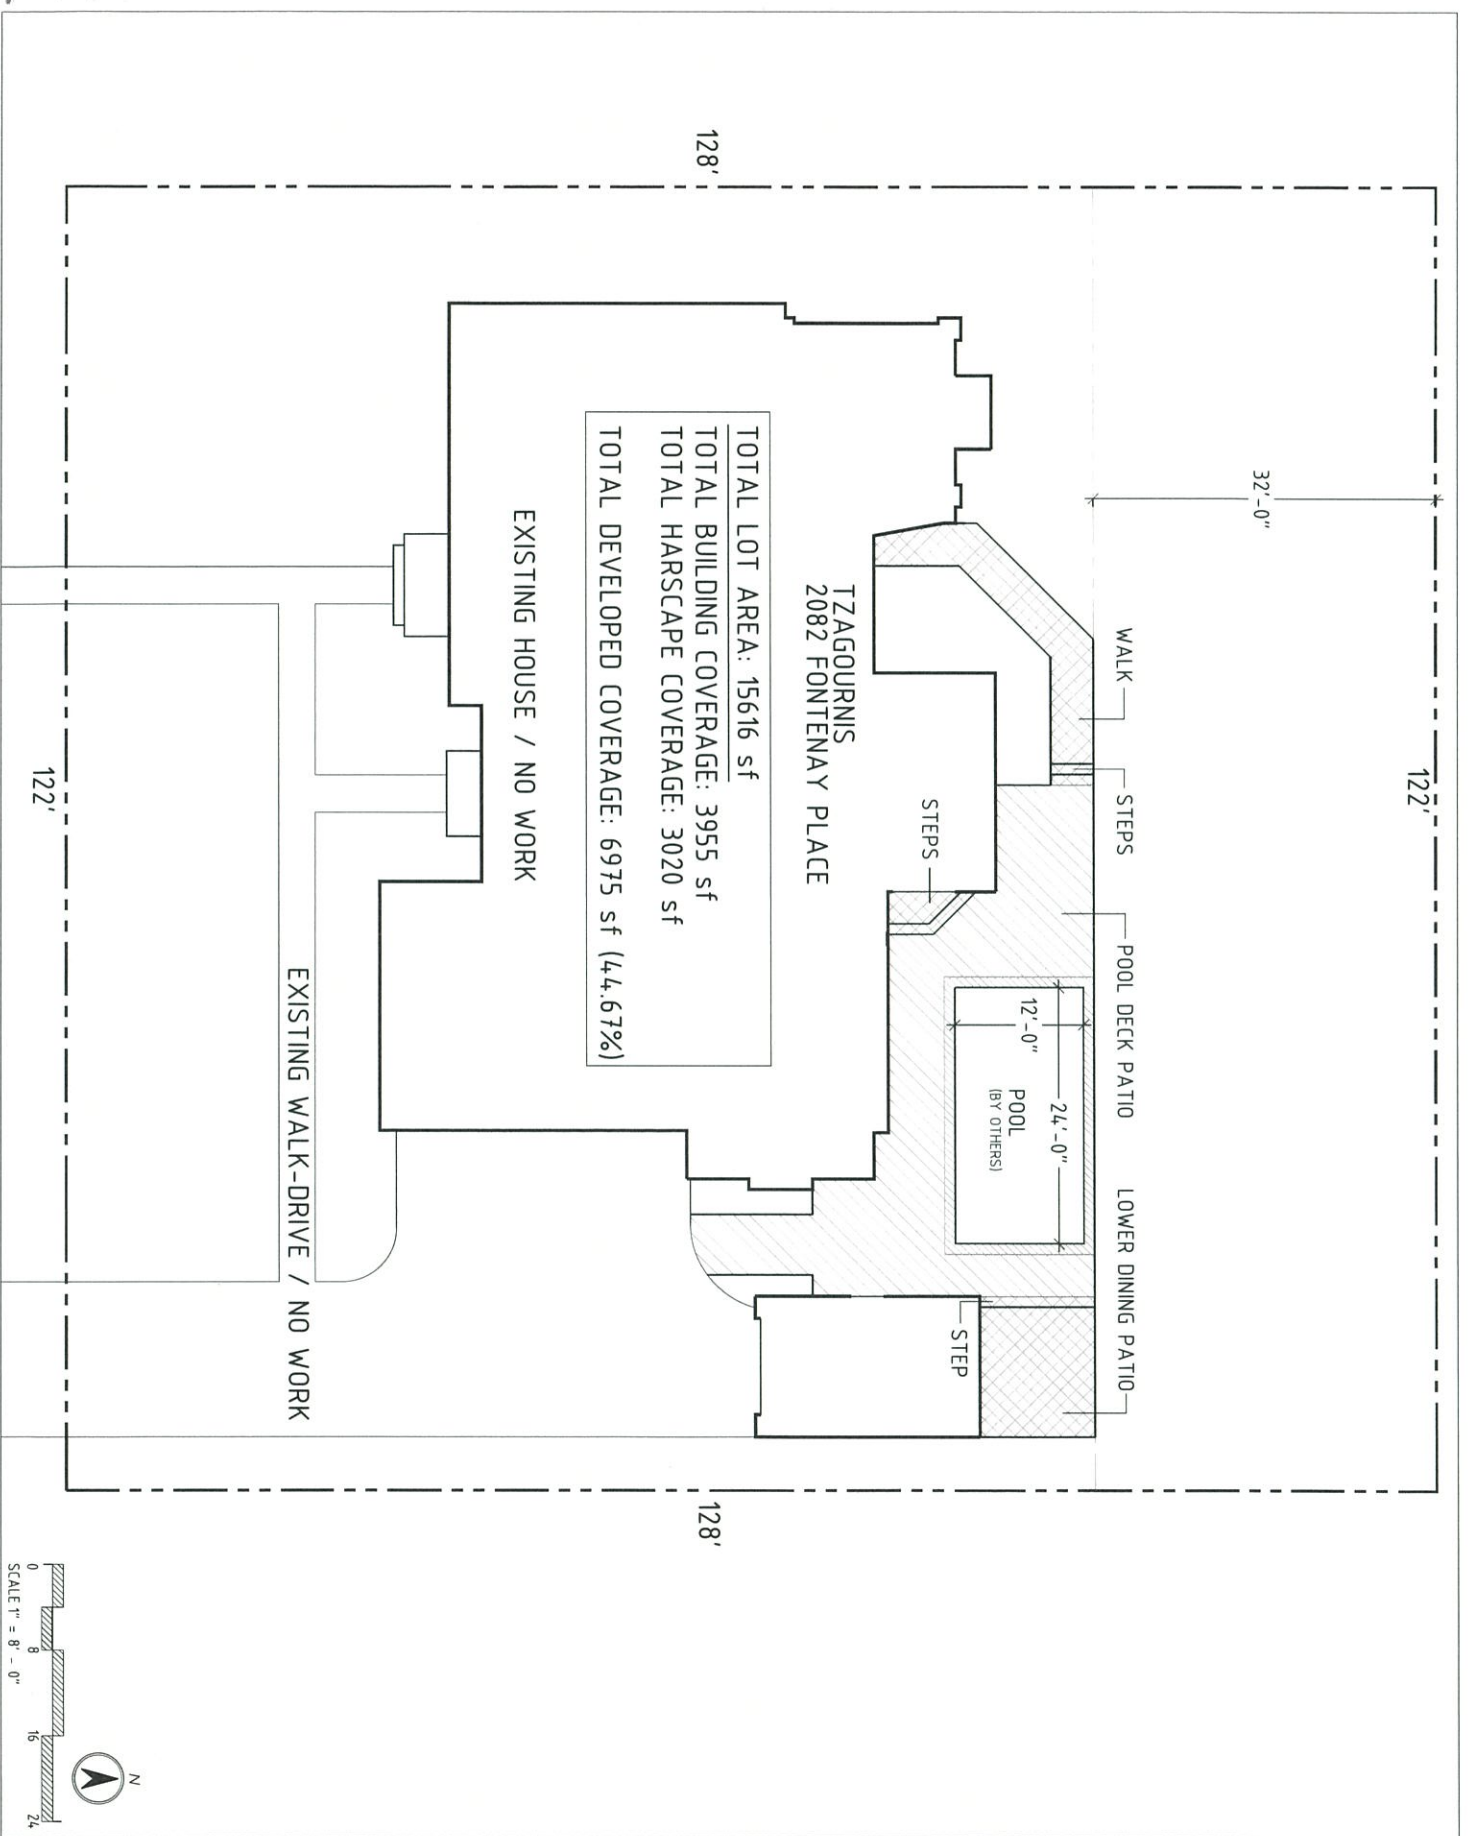 122'
32'-0"
WALK
STEPS
POOL DECK PATIO
LOWER DINING PATIO
128'
128'
TZAGOURNIS
2082 FONTENAY PLACE
STEPS
12'-0"
24'-0"
POOL
(BY OTHERS)
STEP
TOTAL LOT AREA: 15616 sf
TOTAL BUILDING COVERAGE: 3955 sf
TOTAL HARSCAPE COVERAGE: 3020 sf
TOTAL DEVELOPED COVERAGE: 6975 sf (44.67%)
EXISTING HOUSE / NO WORK
EXISTING WALK-DRIVE / NO WORK
122'
N
0 8 16 24
SCALE 1" = 8' - 0"